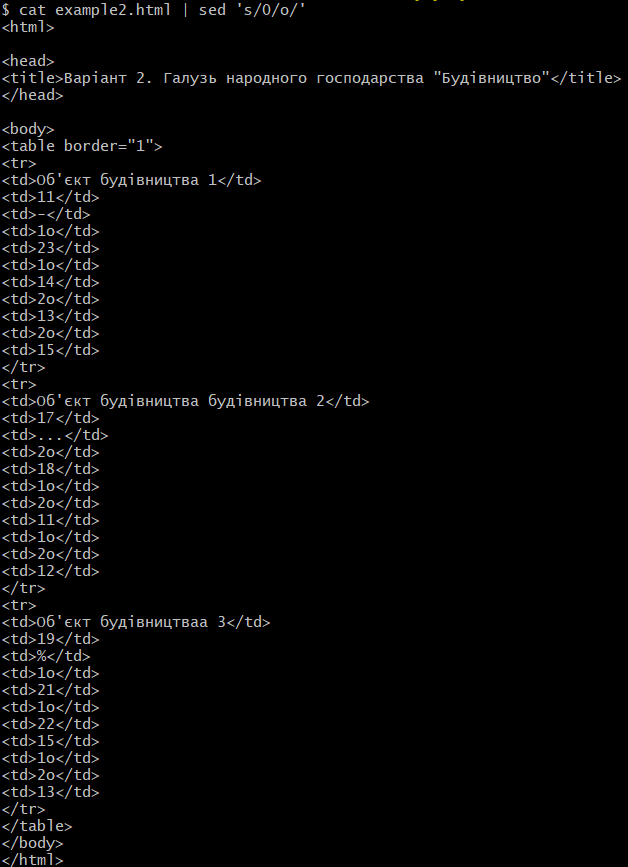 $ cat example2.html | sed 's/0/o/'
<html>
<head>
<title>Варіант 2. Галузь народного господарства "Будівництво"</title>
</head>
<body>
<table border="1">
<tr>
<td>Об'єкт будівництва 1</td>
<td>11</td>
<td>-</td>
<td>1o</td>
<td>23</td>
<td>1o</td>
<td>14</td>
<td>2o</td>
<td>13</td>
<td>2o</td>
<td>15</td>
</tr>
<tr>
<td>Об'єкт будівництва будівництва 2</td>
<td>17</td>
<td>...</td>
<td>2o</td>
<td>18</td>
<td>1o</td>
<td>2o</td>
<td>11</td>
<td>1o</td>
<td>2o</td>
<td>12</td>
</tr>
<tr>
<td>Об'єкт будівництваа 3</td>
<td>19</td>
<td>%</td>
<td>1o</td>
<td>21</td>
<td>1o</td>
<td>22</td>
<td>15</td>
<td>1o</td>
<td>2o</td>
<td>13</td>
</tr>
</table>
</body>
</html>